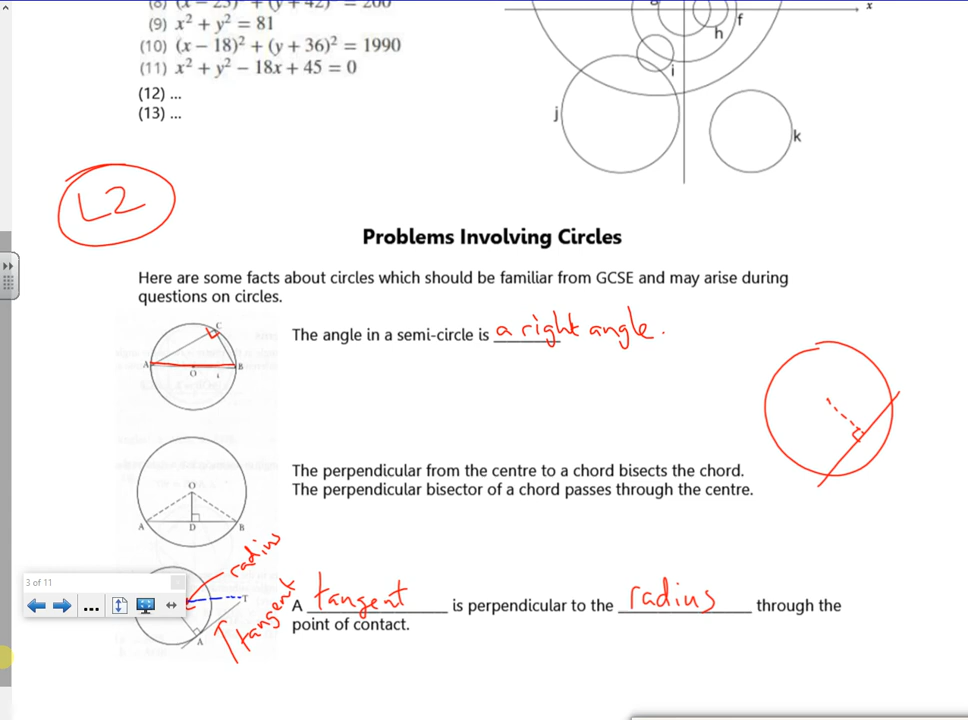 (9) x² + y² = 81
(10) (x − 18)² + (y + 36)² = 1990
(11) x² + y² − 18x + 45 = 0
(12) ...
(13) ...
x
f
h
i
j
k
L2
Problems Involving Circles
Here are some facts about circles which should be familiar from GCSE and may arise during
questions on circles.
C
A
B
O
The angle in a semi-circle is a right angle.
O
A
D
B
The perpendicular from the centre to a chord bisects the chord.
The perpendicular bisector of a chord passes through the centre.
radius
3 of 11
T
A
tangent
A tangent is perpendicular to the radius through the
point of contact.